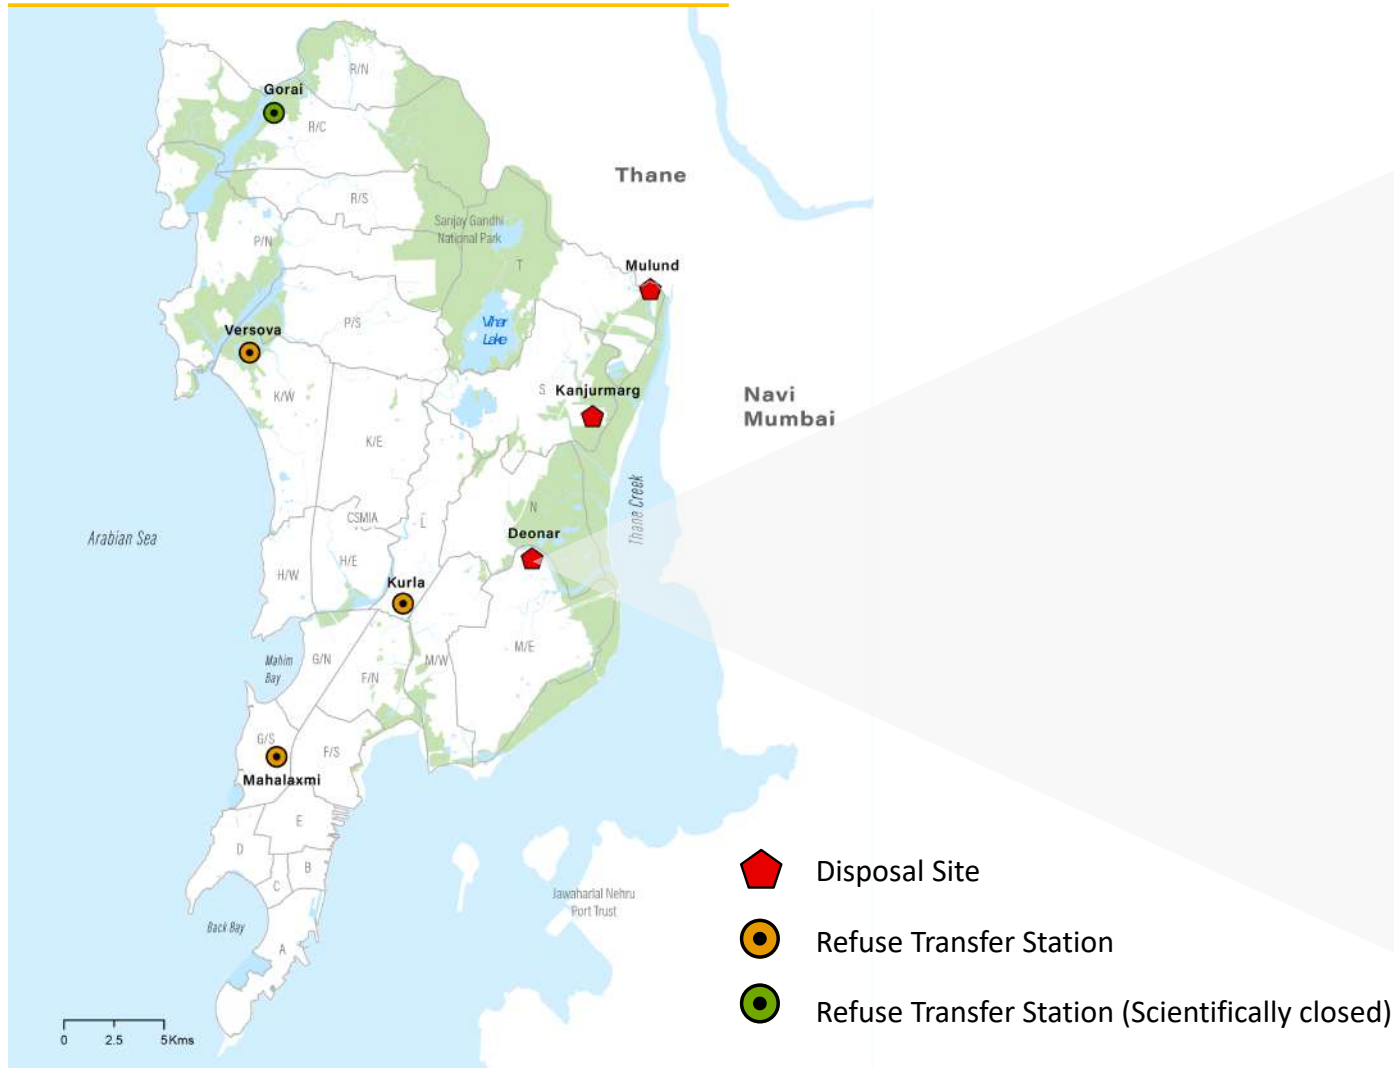 R/N
Gorai
R/C
Thane
R/S
Sanjay Gandhi
National Park
P/N
T
Mulund
Versova
P/S
Vihar
Lake
S
Kanjurmarg
K/W
Navi
Mumbai
K/E
Thane Creek
N
CSMIA
L
Deonar
Arabian Sea
H/E
H/W
Kurla
M/E
Mahim
Bay
G/N
M/W
F/N
G/S
F/S
Mahalaxmi
E
D
B
C
Disposal Site
Jawaharlal Nehru
Port Trust
Back Bay
A
Refuse Transfer Station
Refuse Transfer Station (Scientifically closed)
0 2.5 5Kms